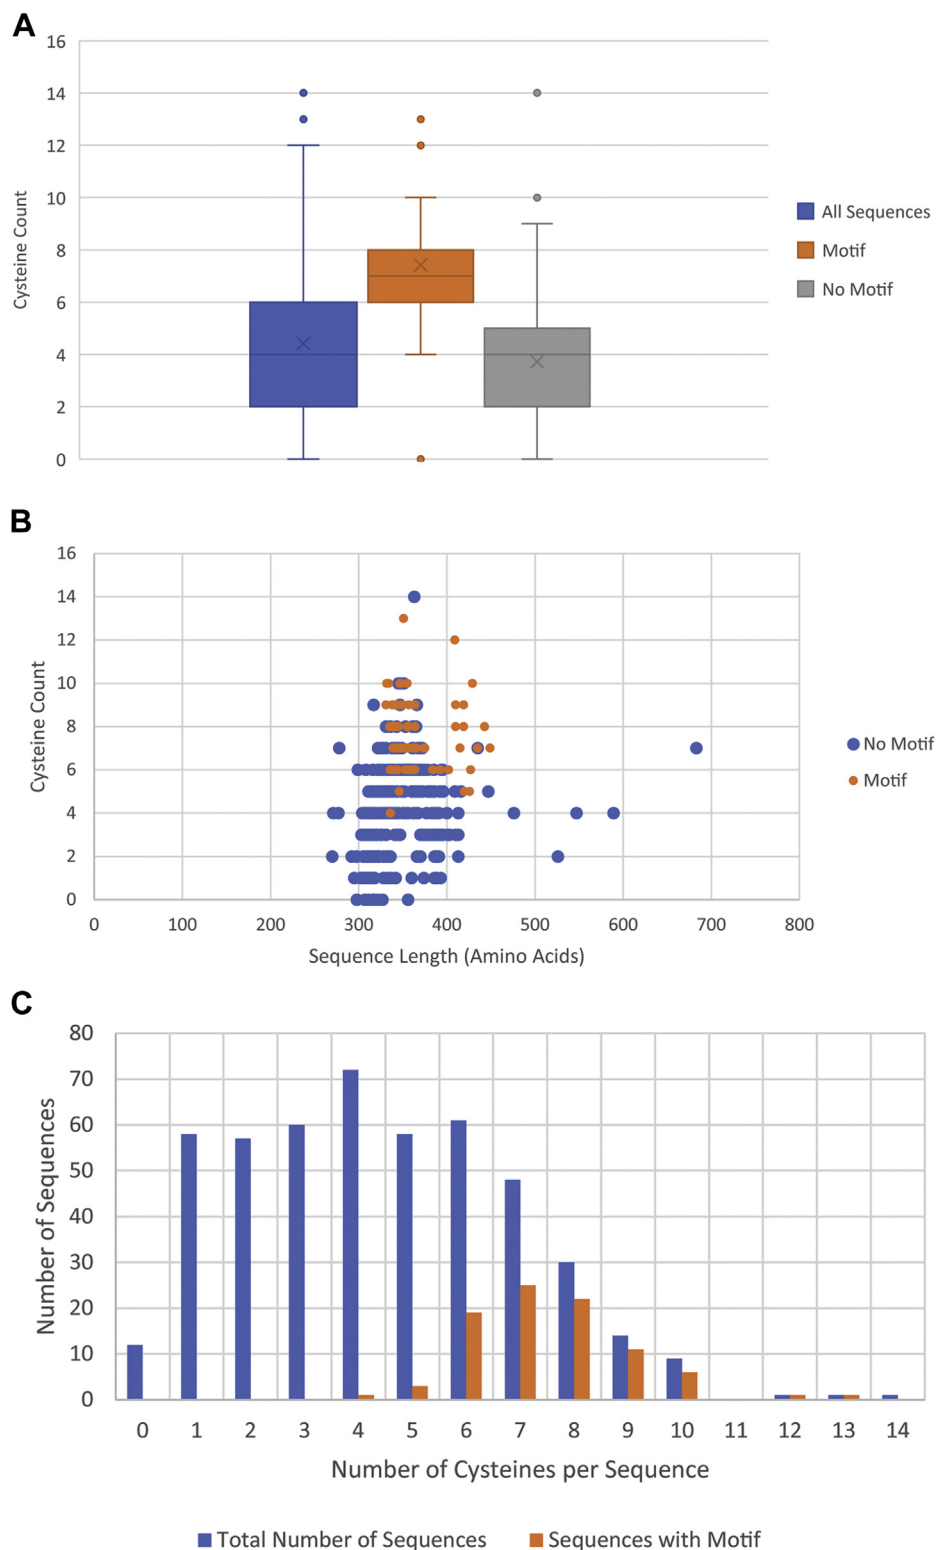 A
16
14
12
10
8
6
4
2
0
Cysteine Count
All Sequences
Motif
No Motif
B
16
14
12
10
8
6
4
2
0
Cysteine Count
0 100 200 300 400 500 600 700 800
Sequence Length (Amino Acids)
No Motif
Motif
C
80
70
60
50
40
30
20
10
0
Number of Sequences
0 1 2 3 4 5 6 7 8 9 10 11 12 13 14
Number of Cysteines per Sequence
Total Number of Sequences Sequences with Motif